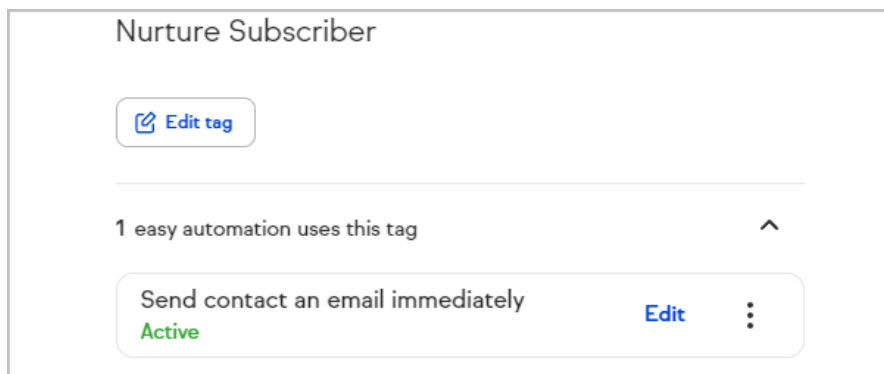 Nurture Subscriber
Edit tag
1 easy automation uses this tag
Send contact an email immediately
Edit
Active